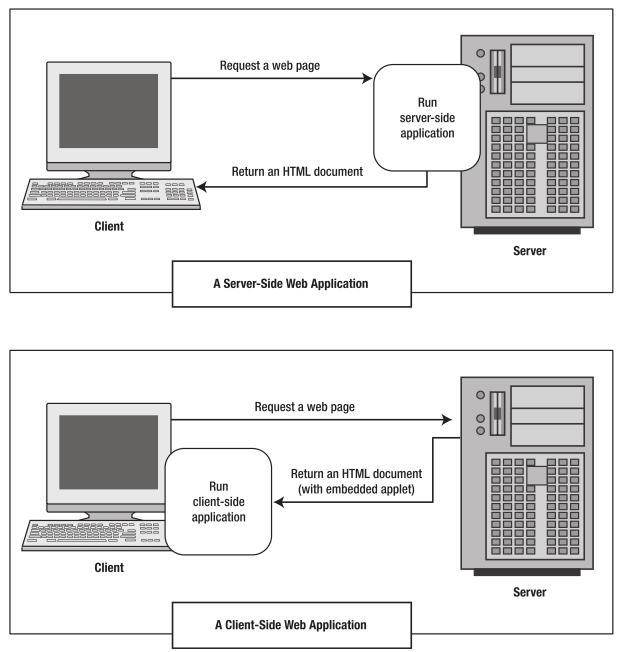 Request a web page
Run
server-side
application
Return an HTML document
Client
Server
A Server-Side Web Application
Request a web page
Run
client-side
application
Return an HTML document
(with embedded applet)
Client
Server
A Client-Side Web Application